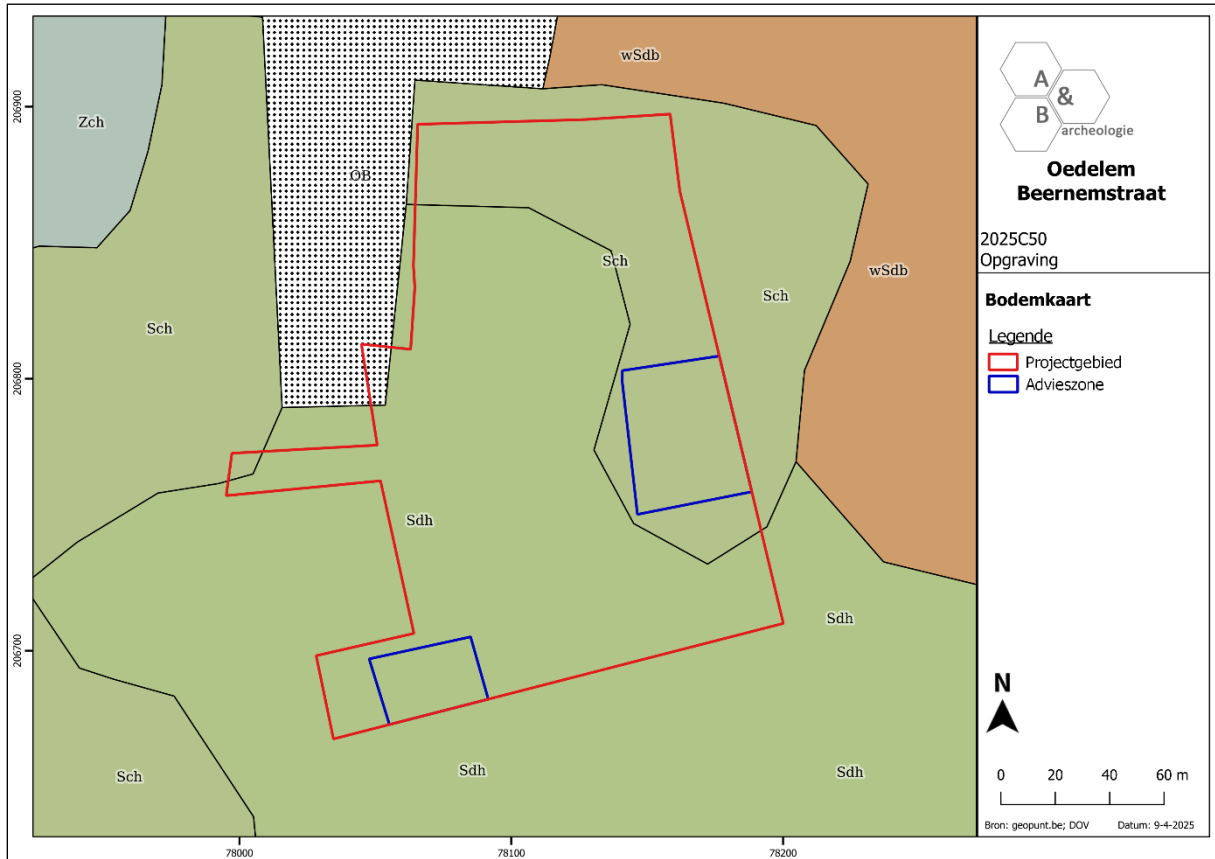 wSdb
206900
Zch
OB
Sch
wSdb
Sch
Sch
206800
Sdh
206700
Sdh
Sch
Sdh
Sdh
78000
78100
78200
A
&
B
archeologie
Oedelem
Beernemstraat
2025C50
Opgraving
Bodemkaart
Legende
Projectgebied
Advieszone
N
0 20 40 60 m
Bron: geopunt.be; DOV Datum: 9-4-2025